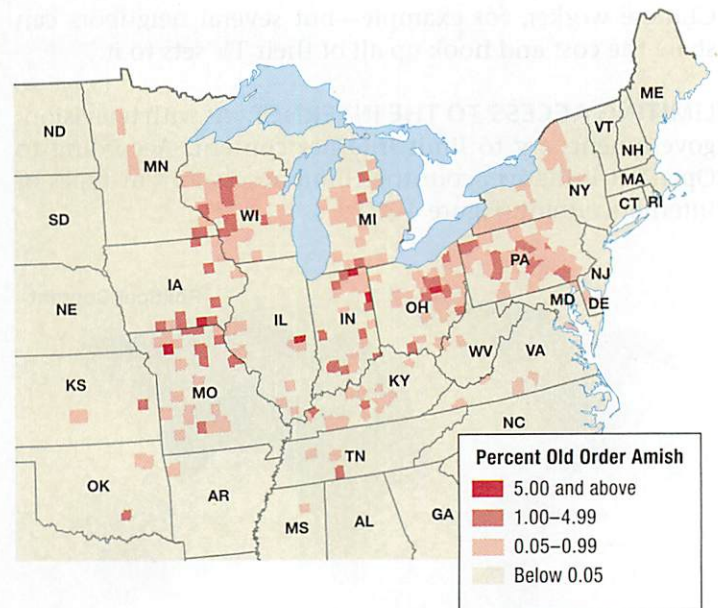 ME
ND
VT
MN
NH
NY
MA
WI
SD
MI
CT RI
PA
IA
NJ
NE
OH
MD DE
IL
IN
WV
VA
KS
MO
KY
NC
TN
OK
AR
MS
AL
GA
Percent Old Order Amish
5.00 and above
1.00–4.99
0.05–0.99
Below 0.05